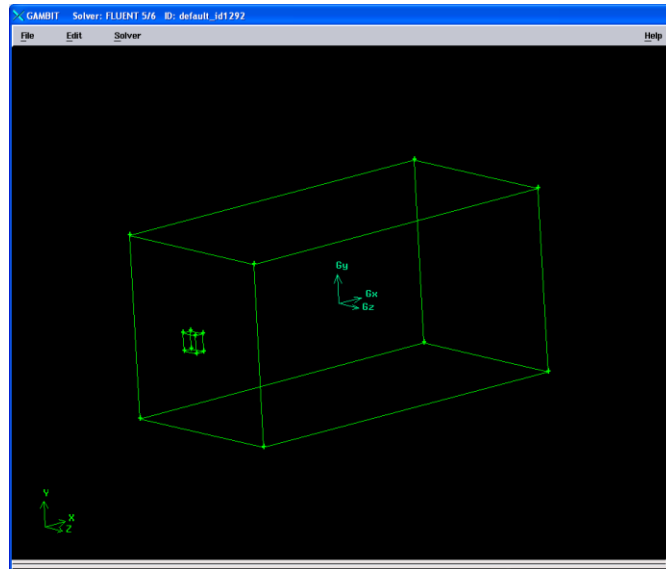 GAMBIT Solver: FLUENT 5/6 ID: default_id1292
File Edit Solver Help
Gy
Gx
Gz
Y
X
Z